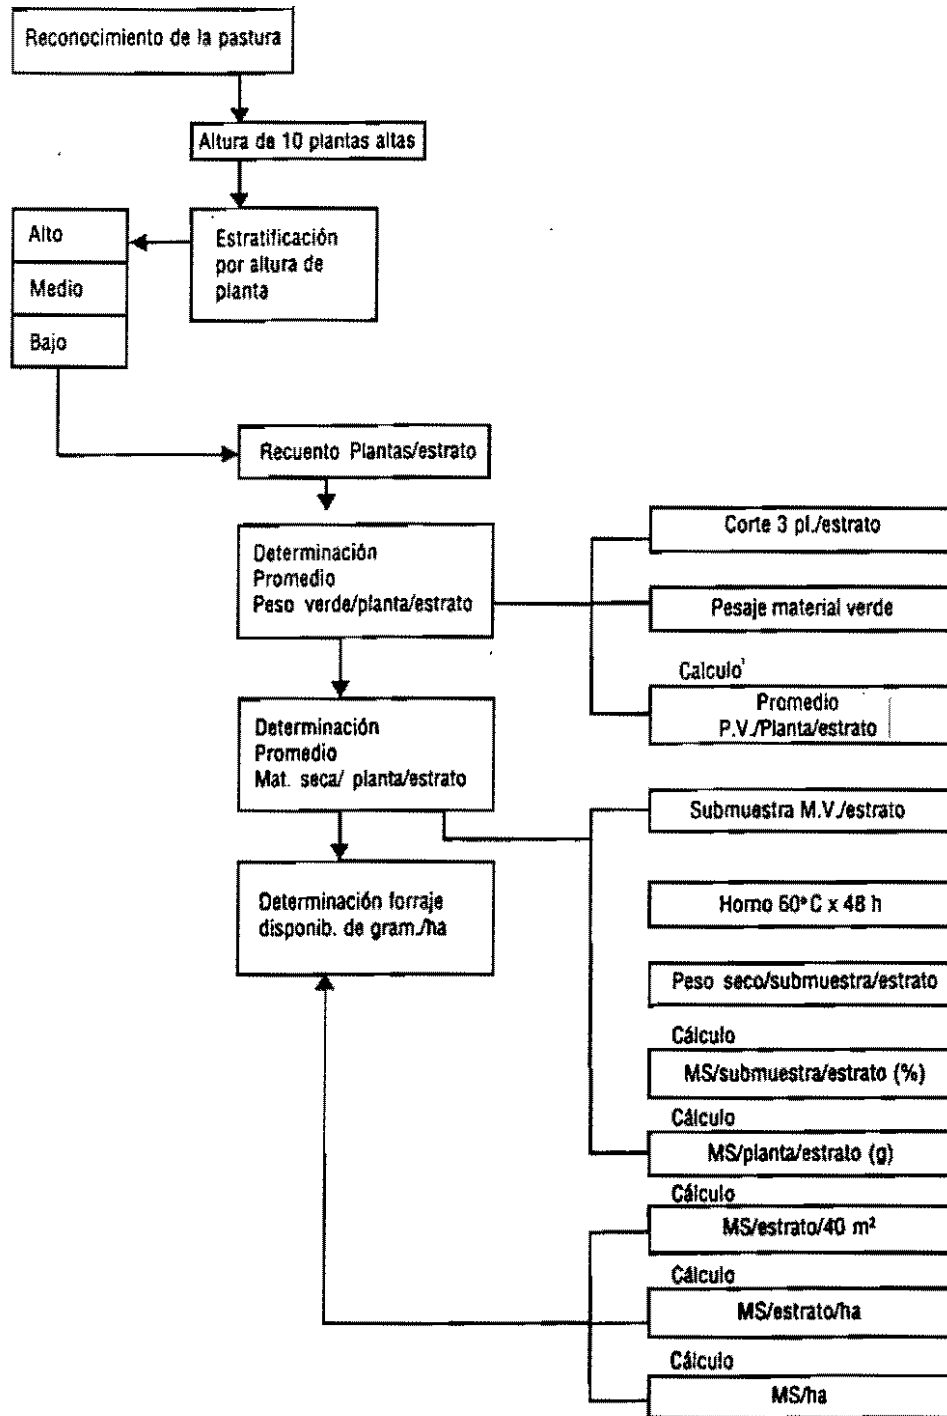 Reconocimiento de la pastura
Altura de 10 plantas altas
Estratificación
por altura de
planta
Alto
Medio
Bajo
Recuento Plantas/estrato
Determinación
Promedio
Peso verde/planta/estrato
Corte 3 pl./estrato
Pesaje material verde
Calculo¹
Promedio
P.V./Planta/estrato
Determinación
Promedio
Mat. seca/ planta/estrato
Submuestra M.V./estrato
Horno 60°C x 48 h
Peso seco/submuestra/estrato
Cálculo
MS/submuestra/estrato (%)
Cálculo
MS/planta/estrato (g)
Determinación forraje
disponib. de gram./ha
Cálculo
MS/estrato/40 m²
Cálculo
MS/estrato/ha
Cálculo
MS/ha